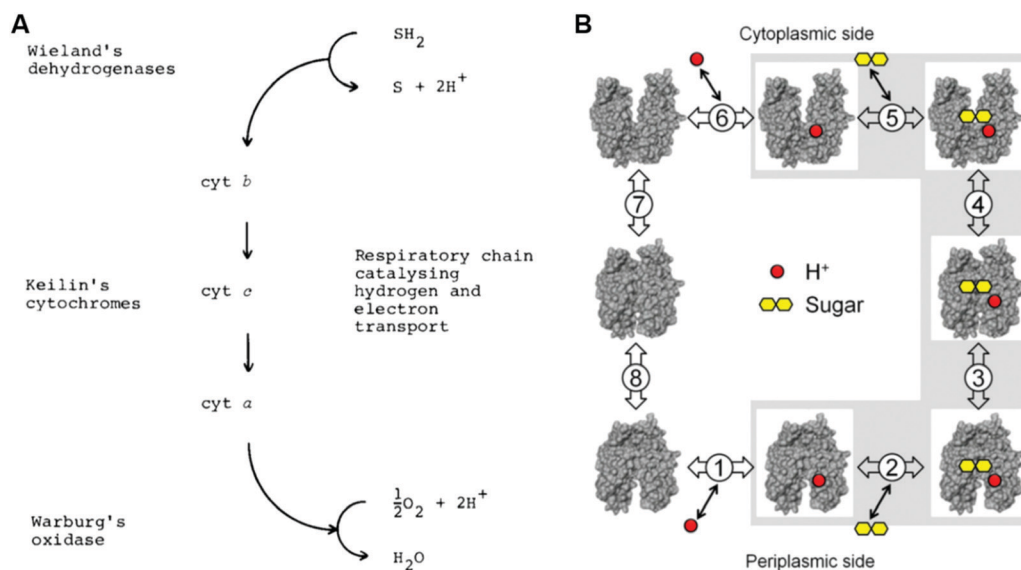 A
Wieland's
dehydrogenases
SH2
S + 2H+
cyt b
Keilin's
cytochromes
cyt c
Respiratory chain
catalysing
hydrogen and
electron
transport
cyt a
Warburg's
oxidase
½O2 + 2H+
H2O
B
Cytoplasmic side
6
5
7
4
H+
Sugar
8
3
1
2
Periplasmic side